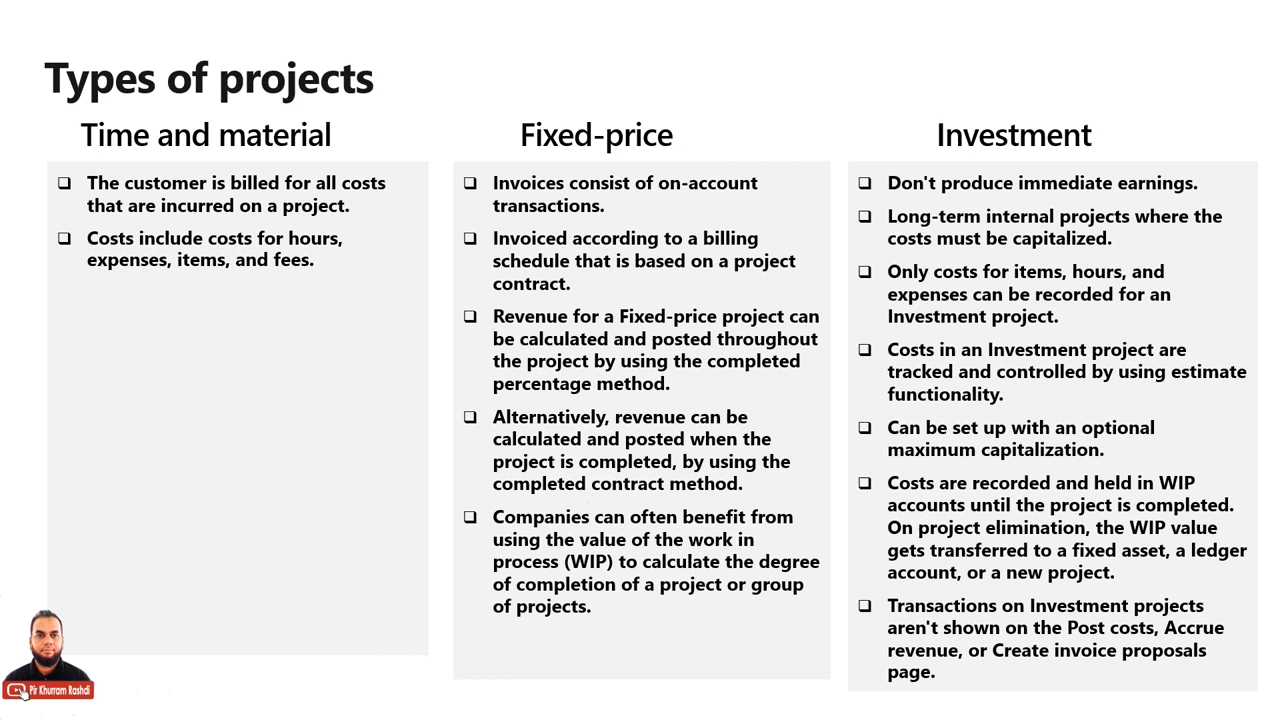 Types of projects
Time and material
The customer is billed for all costs
that are incurred on a project.
Costs include costs for hours,
expenses, items, and fees.
Fixed-price
Invoices consist of on-account
transactions.
Invoiced according to a billing
schedule that is based on a project
contract.
Revenue for a Fixed-price project can
be calculated and posted throughout
the project by using the completed
percentage method.
Alternatively, revenue can be
calculated and posted when the
project is completed, by using the
completed contract method.
Companies can often benefit from
using the value of the work in
process (WIP) to calculate the degree
of completion of a project or group
of projects.
Investment
Don't produce immediate earnings.
Long-term internal projects where the
costs must be capitalized.
Only costs for items, hours, and
expenses can be recorded for an
Investment project.
Costs in an Investment project are
tracked and controlled by using estimate
functionality.
Can be set up with an optional
maximum capitalization.
Costs are recorded and held in WIP
accounts until the project is completed.
On project elimination, the WIP value
gets transferred to a fixed asset, a ledger
account, or a new project.
Transactions on Investment projects
aren't shown on the Post costs, Accrue
revenue, or Create invoice proposals
page.
Pir Khurram Rashdi